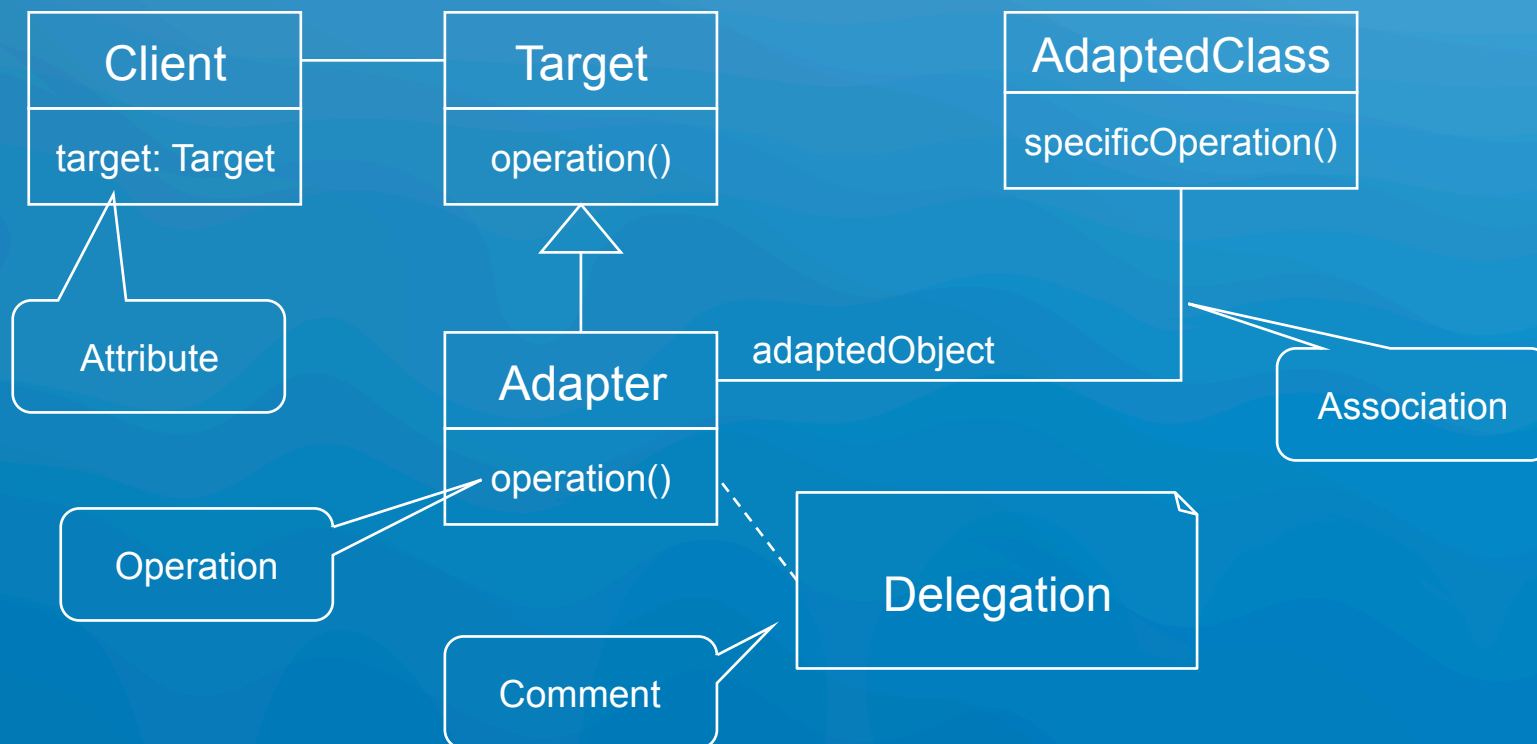 Client
target: Target
Target
operation()
AdaptedClass
specificOperation()
Attribute
adaptedObject
Adapter
operation()
Association
Operation
Delegation
Comment